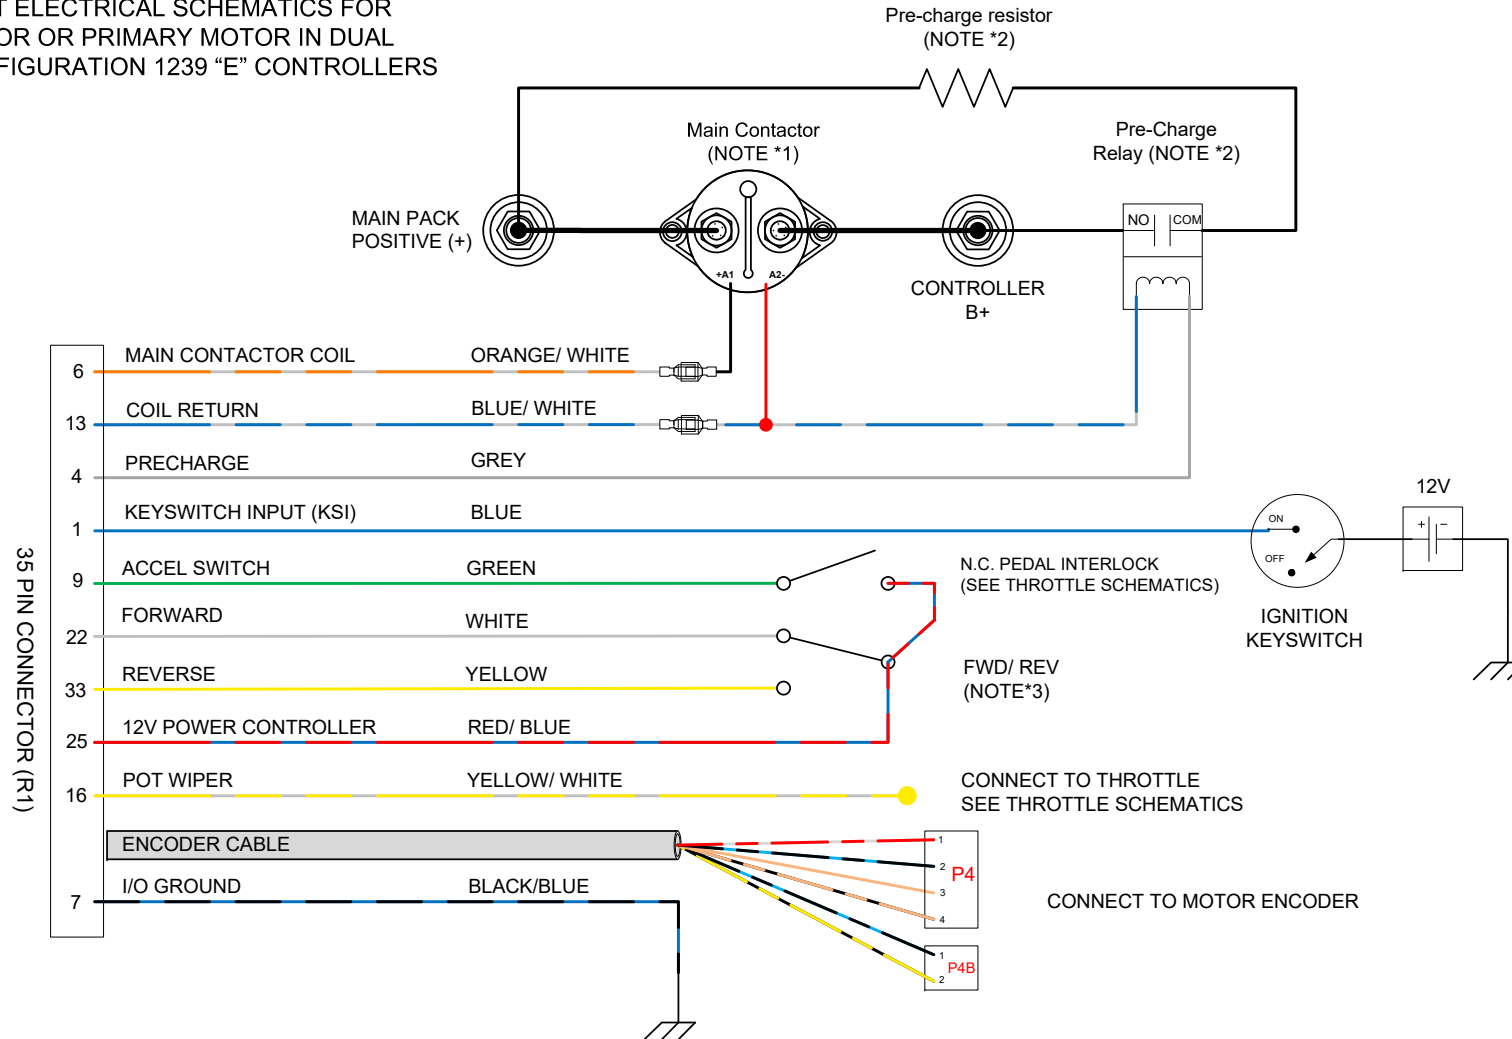 T ELECTRICAL SCHEMATICS FOR
OR OR PRIMARY MOTOR IN DUAL
FIGURATION 1239 “E” CONTROLLERS
Pre-charge resistor
(NOTE *2)
Main Contactor
(NOTE *1)
Pre-Charge
Relay (NOTE *2)
MAIN PACK
POSITIVE (+)
NO
COM
+A1
A2-
CONTROLLER
B+
6
MAIN CONTACTOR COIL
ORANGE/ WHITE
13
COIL RETURN
BLUE/ WHITE
4
PRECHARGE
GREY
1
KEYSWITCH INPUT (KSI)
BLUE
ON
OFF
12V
+
−
IGNITION
KEYSWITCH
9
ACCEL SWITCH
GREEN
N.C. PEDAL INTERLOCK
(SEE THROTTLE SCHEMATICS)
22
FORWARD
WHITE
33
REVERSE
YELLOW
FWD/ REV
(NOTE*3)
25
12V POWER CONTROLLER
RED/ BLUE
16
POT WIPER
YELLOW/ WHITE
CONNECT TO THROTTLE
SEE THROTTLE SCHEMATICS
35 PIN CONNECTOR (R1)
ENCODER CABLE
1
2
3
4
P4
CONNECT TO MOTOR ENCODER
7
I/O GROUND
BLACK/BLUE
1
2
P4B